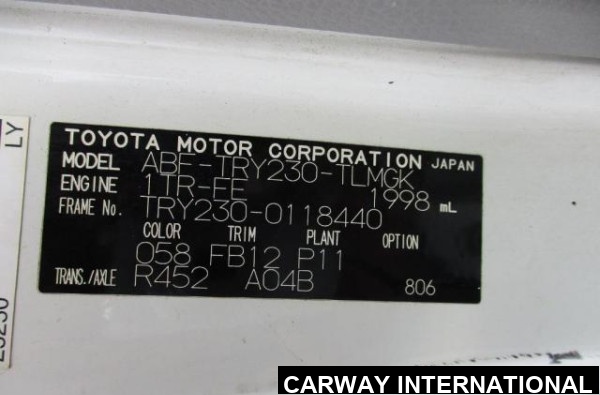 TOYOTA MOTOR CORPORATION JAPAN
MODEL ABF-TRY230-TLMGK
ENGINE 1TR-FE 1998 mL
FRAME No. TRY230-0118440
COLOR TRIM PLANT OPTION
058 FB12 P11
TRANS./AXLE R452 A04B 806
LY
CARWAY INTERNATIONAL